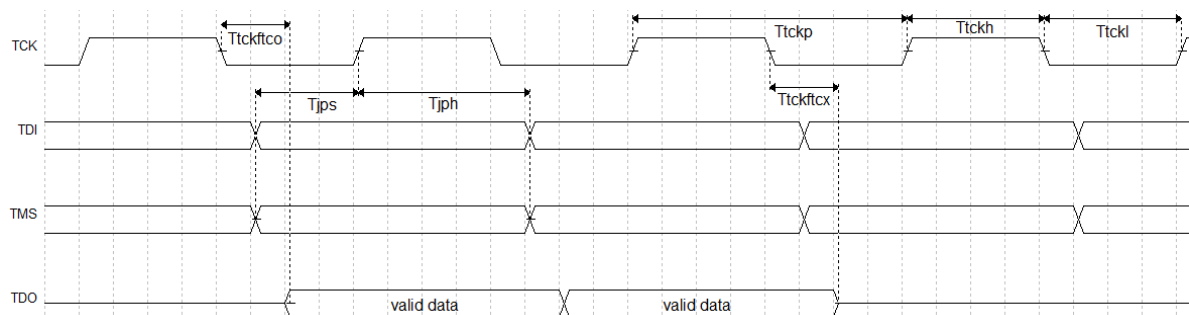 TCK
Ttckftco
Ttckp
Ttckh
Ttckl
Tjps
Tjph
Ttckftcx
TDI
TMS
TDO
valid data
valid data